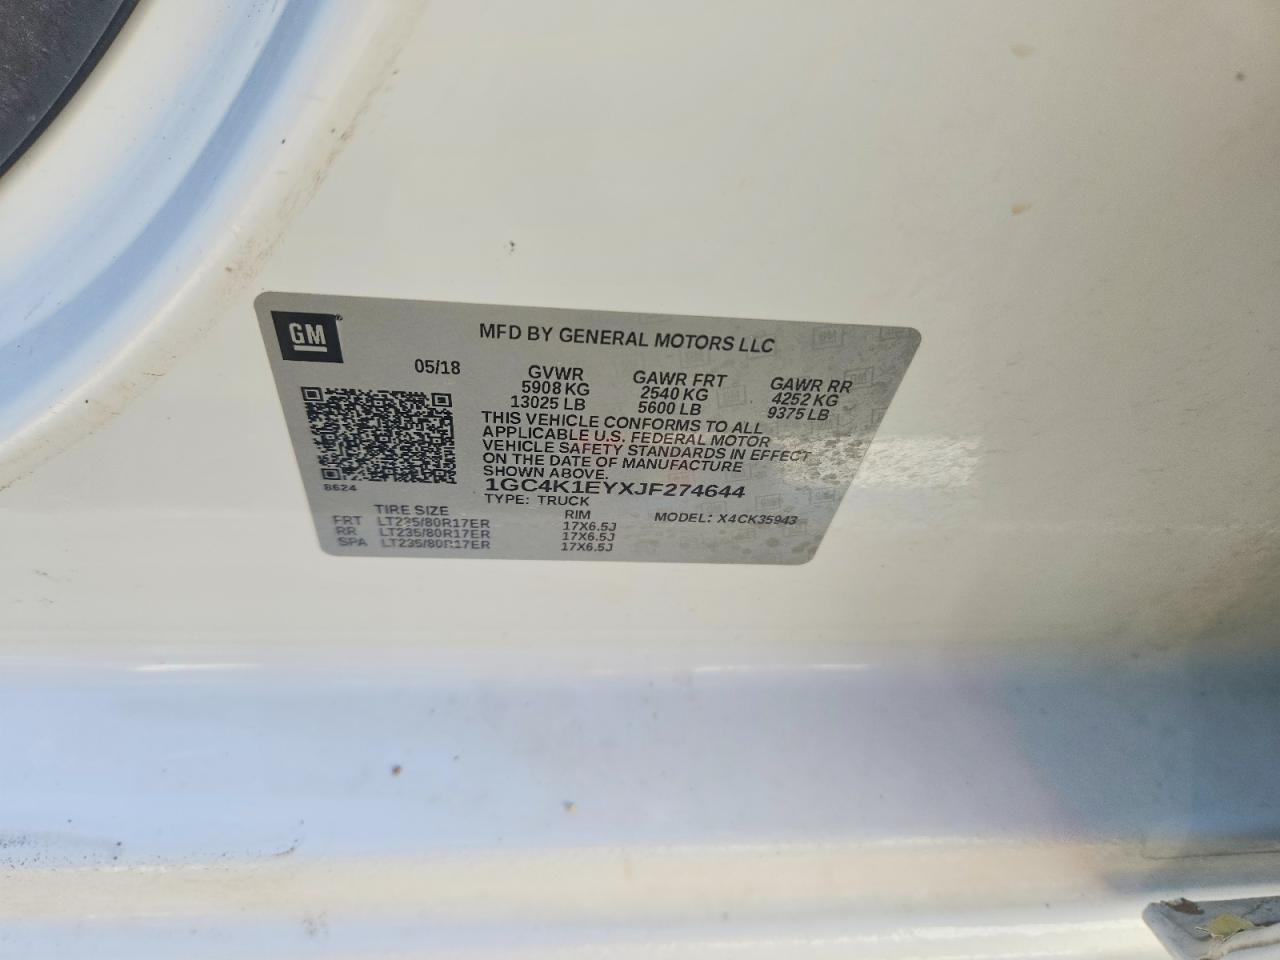 GM
MFD BY GENERAL MOTORS LLC
05/18
GVWR GAWR FRT GAWR RR
5908 KG 2540 KG 4252 KG
13025 LB 5600 LB 9375 LB
THIS VEHICLE CONFORMS TO ALL
APPLICABLE U.S. FEDERAL MOTOR
VEHICLE SAFETY STANDARDS IN EFFECT
ON THE DATE OF MANUFACTURE
SHOWN ABOVE.
8624
1GC4K1EYXJF274644
TYPE: TRUCK MODEL: X4CK35943
TIRE SIZE RIM
FRT LT235/80R17ER 17X6.5J
RR LT235/80R17ER 17X6.5J
SPA LT235/80R17ER 17X6.5J